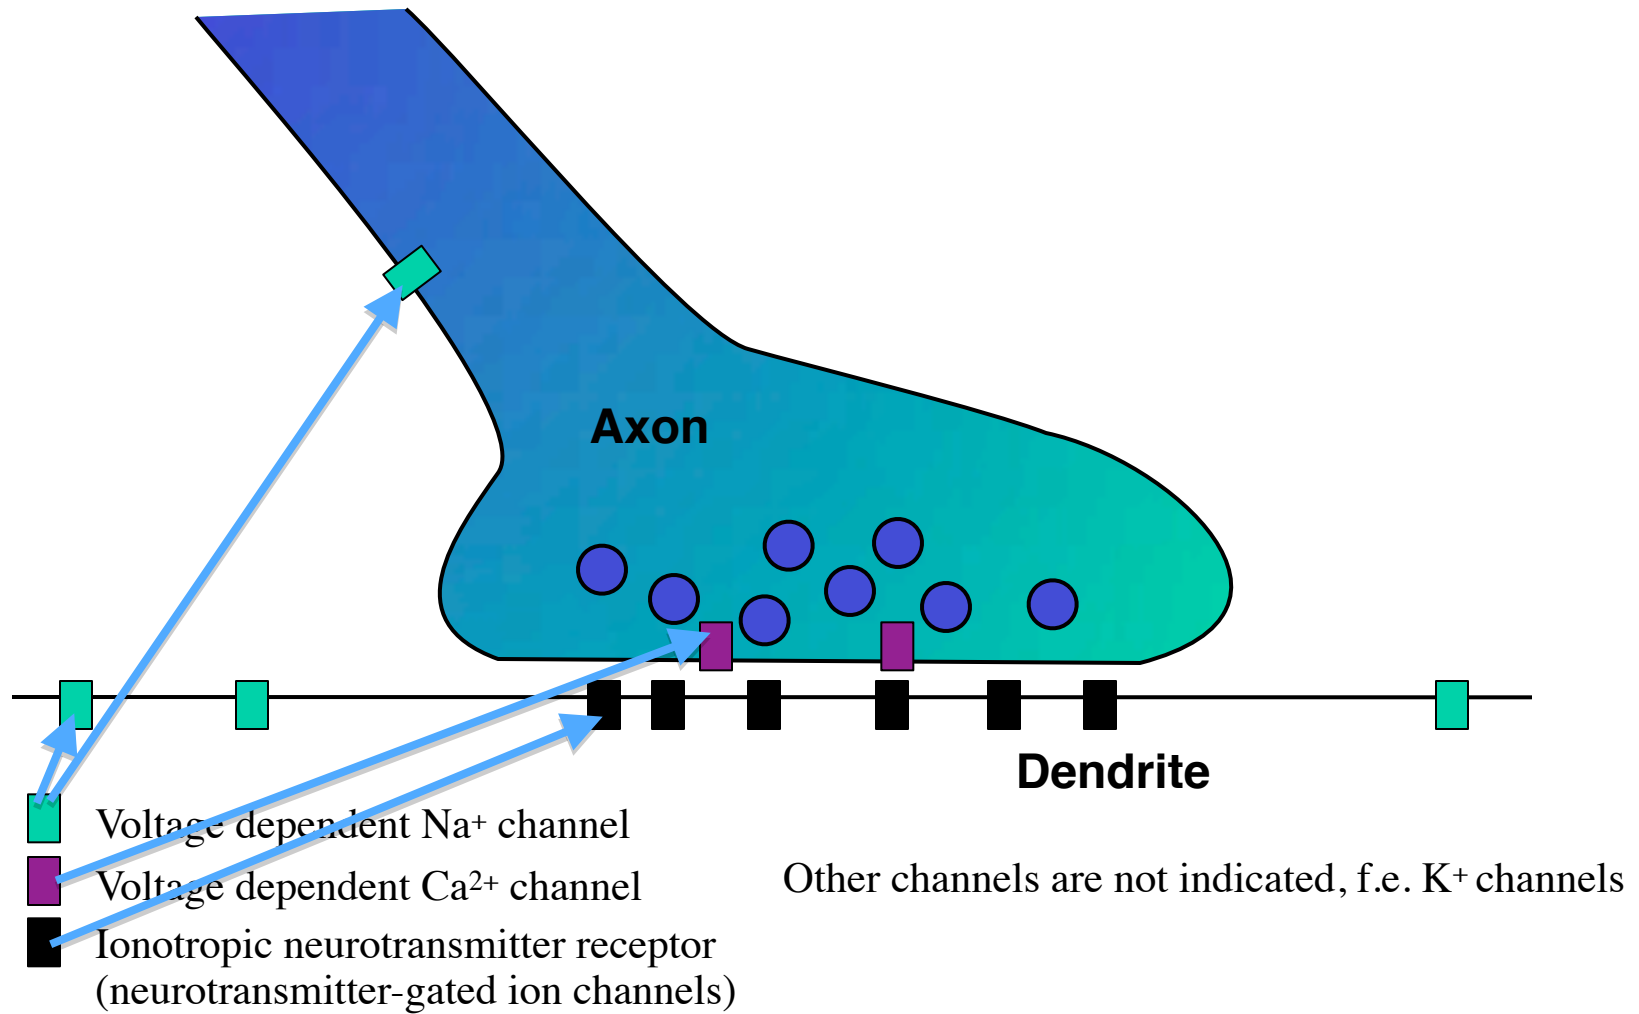 Axon
Dendrite
Voltage dependent Na⁺ channel
Voltage dependent Ca²⁺ channel
Other channels are not indicated, f.e. K⁺ channels
Ionotropic neurotransmitter receptor
(neurotransmitter-gated ion channels)